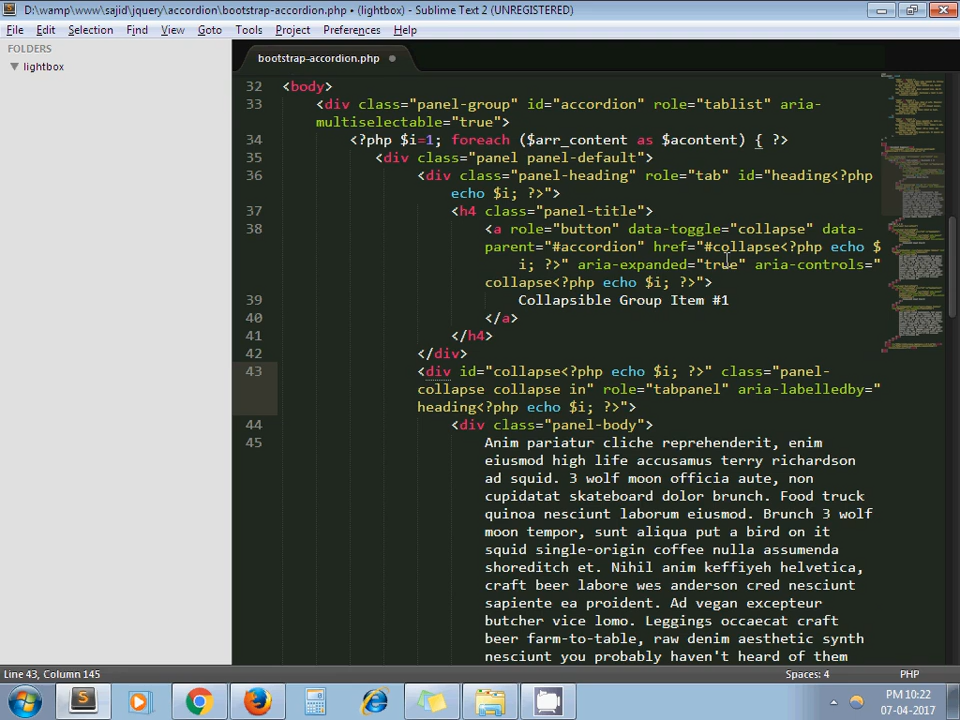 D:\wamp\www\sajid\jquery\accordion\bootstrap-accordion.php • (lightbox) - Sublime Text 2 (UNREGISTERED)
File Edit Selection Find View Goto Tools Project Preferences Help
FOLDERS
lightbox
bootstrap-accordion.php
32 <body>
33 <div class="panel-group" id="accordion" role="tablist" aria-
multiselectable="true">
34 <?php $i=1; foreach ($arr_content as $acontent) { ?>
35 <div class="panel panel-default">
36 <div class="panel-heading" role="tab" id="heading<?php
echo $i; ?>">
37 <h4 class="panel-title">
38 <a role="button" data-toggle="collapse" data-
parent="#accordion" href="#collapse<?php echo $
i; ?>" aria-expanded="true" aria-controls="
collapse<?php echo $i; ?>">
39 Collapsible Group Item #1
40 </a>
41 </h4>
42 </div>
43 <div id="collapse<?php echo $i; ?>" class="panel-
collapse collapse in" role="tabpanel" aria-labelledby="
heading<?php echo $i; ?>">
44 <div class="panel-body">
45 Anim pariatur cliche reprehenderit, enim
eiusmod high life accusamus terry richardson
ad squid. 3 wolf moon officia aute, non
cupidatat skateboard dolor brunch. Food truck
quinoa nesciunt laborum eiusmod. Brunch 3 wolf
moon tempor, sunt aliqua put a bird on it
squid single-origin coffee nulla assumenda
shoreditch et. Nihil anim keffiyeh helvetica,
craft beer labore wes anderson cred nesciunt
sapiente ea proident. Ad vegan excepteur
butcher vice lomo. Leggings occaecat craft
beer farm-to-table, raw denim aesthetic synth
nesciunt you probably haven't heard of them
Line 43, Column 145
Spaces: 4
PHP
PM 10:22
07-04-2017